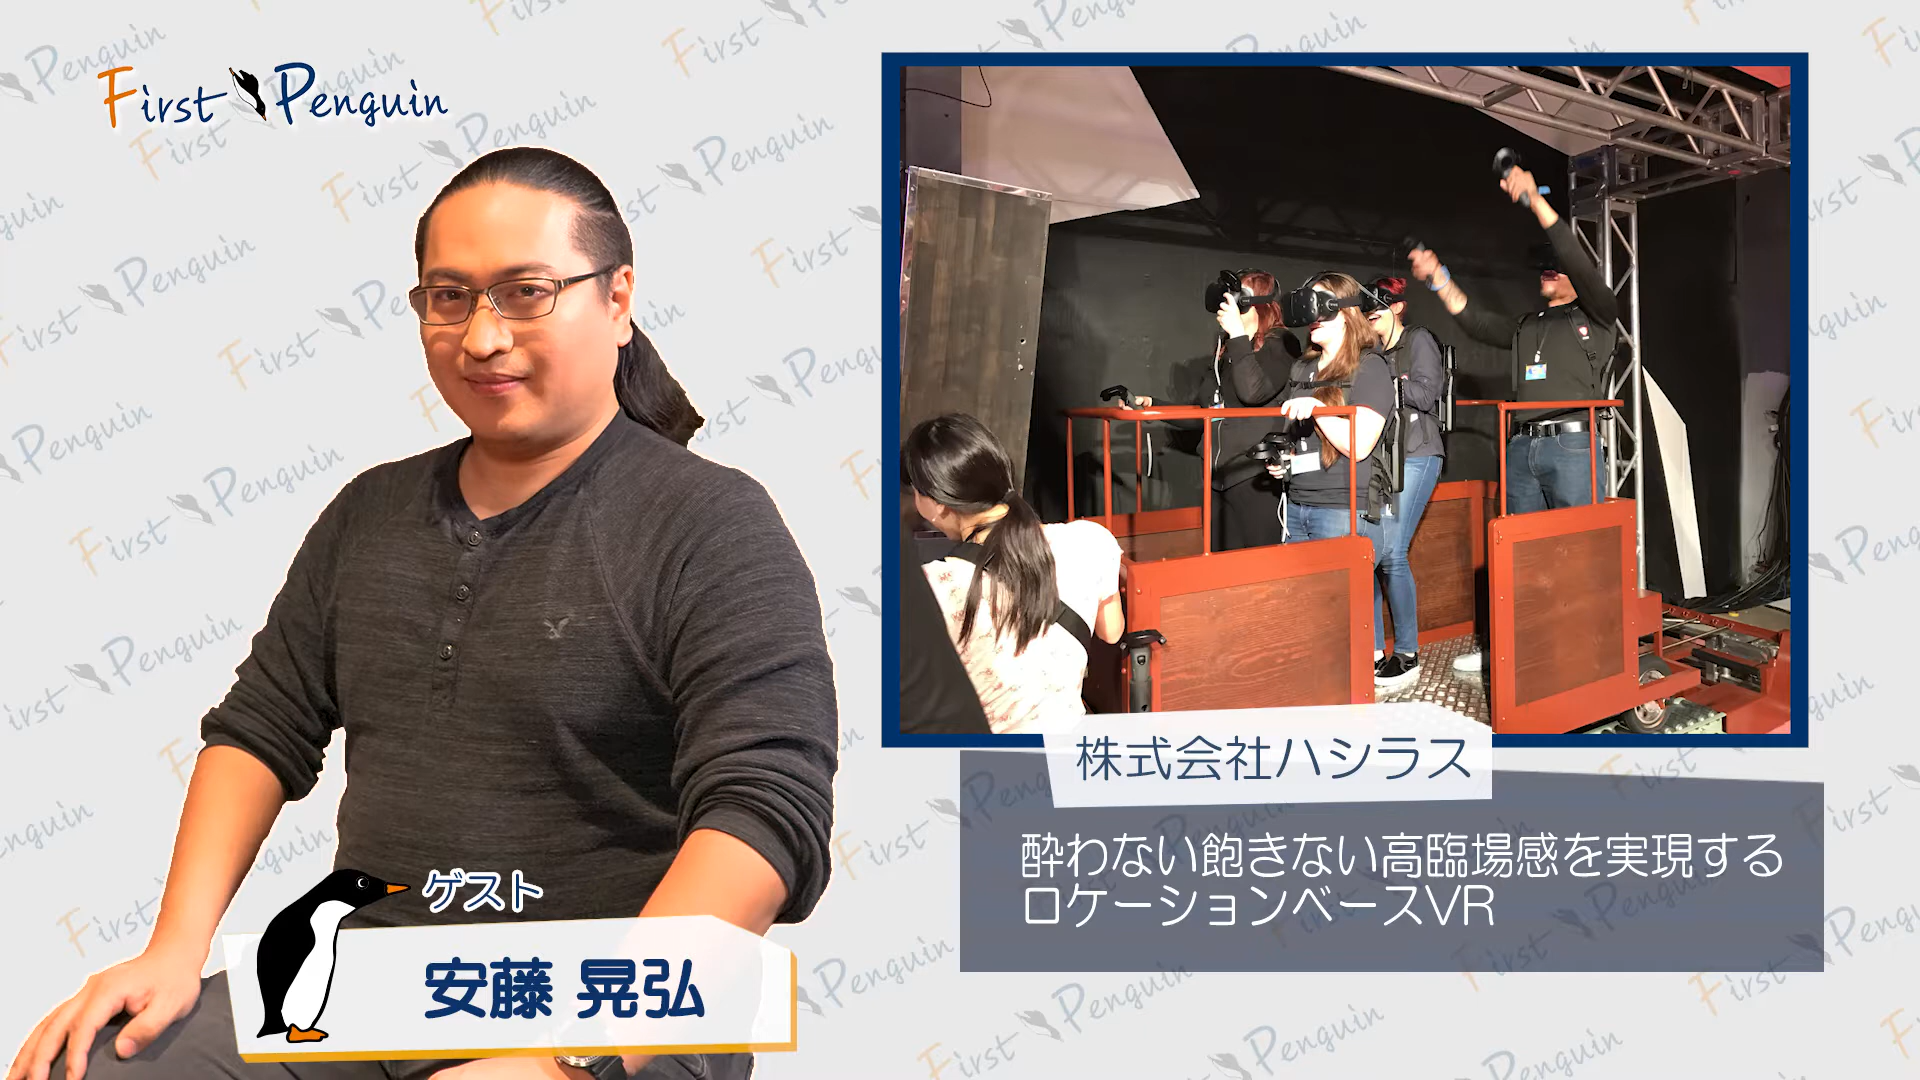 First Penguin
株式会社ハシラス
酔わない飽きない高臨場感を実現する
ロケーションベースVR
ゲスト
安藤 晃弘